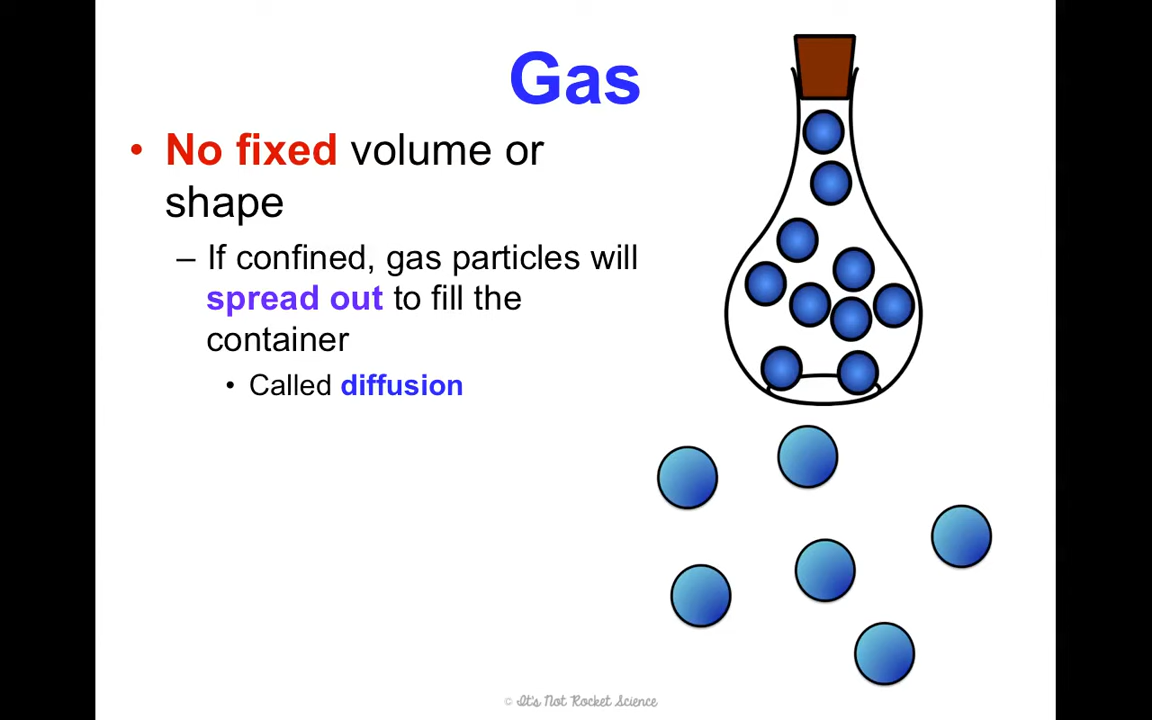 Gas
• No fixed volume or
shape
– If confined, gas particles will
spread out to fill the
container
• Called diffusion
© It's Not Rocket Science